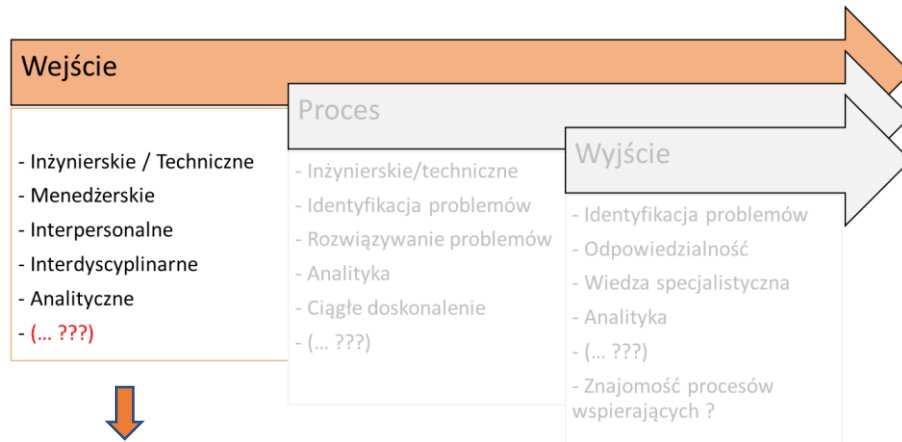 Wejście
- Inżynierskie / Techniczne
- Menedżerskie
- Interpersonalne
- Interdyscyplinarne
- Analityczne
- (... ???)
Proces
- Inżynierskie/techniczne
- Identyfikacja problemów
- Rozwiązywanie problemów
- Analityka
- Ciągłe doskonalenie
- (... ???)
Wyjście
- Identyfikacja problemów
- Odpowiedzialność
- Wiedza specjalistyczna
- Analityka
- (... ???)
- Znajomość procesów
wspierających ?